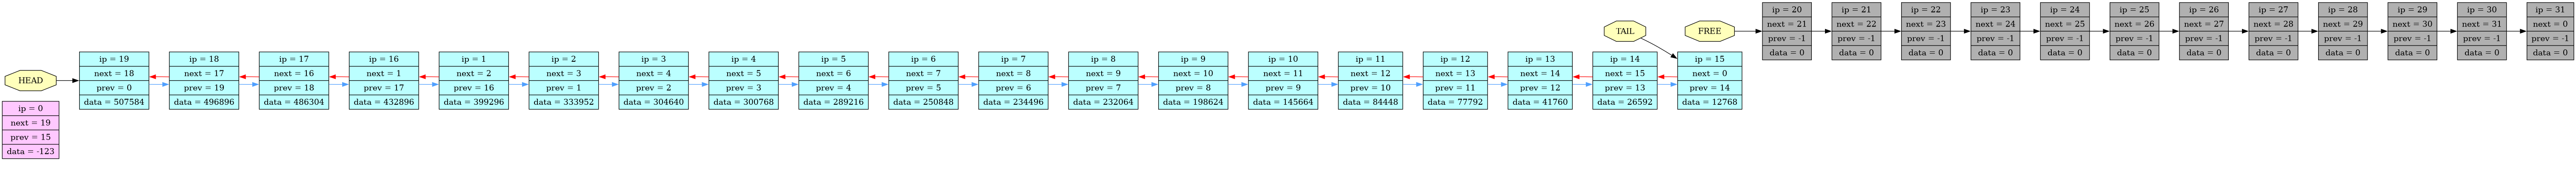 HEAD
ip = 0
next = 19
prev = 15
data = -123
ip = 19
next = 18
prev = 0
data = 507584
ip = 18
next = 17
prev = 19
data = 496896
ip = 17
next = 16
prev = 18
data = 486304
ip = 16
next = 1
prev = 17
data = 432896
ip = 1
next = 2
prev = 16
data = 399296
ip = 2
next = 3
prev = 1
data = 333952
ip = 3
next = 4
prev = 2
data = 304640
ip = 4
next = 5
prev = 3
data = 300768
ip = 5
next = 6
prev = 4
data = 289216
ip = 6
next = 7
prev = 5
data = 250848
ip = 7
next = 8
prev = 6
data = 234496
ip = 8
next = 9
prev = 7
data = 232064
ip = 9
next = 10
prev = 8
data = 198624
ip = 10
next = 11
prev = 9
data = 145664
ip = 11
next = 12
prev = 10
data = 84448
ip = 12
next = 13
prev = 11
data = 77792
ip = 13
next = 14
prev = 12
data = 41760
ip = 14
next = 15
prev = 13
data = 26592
TAIL
ip = 15
next = 0
prev = 14
data = 12768
FREE
ip = 20
next = 21
prev = -1
data = 0
ip = 21
next = 22
prev = -1
data = 0
ip = 22
next = 23
prev = -1
data = 0
ip = 23
next = 24
prev = -1
data = 0
ip = 24
next = 25
prev = -1
data = 0
ip = 25
next = 26
prev = -1
data = 0
ip = 26
next = 27
prev = -1
data = 0
ip = 27
next = 28
prev = -1
data = 0
ip = 28
next = 29
prev = -1
data = 0
ip = 29
next = 30
prev = -1
data = 0
ip = 30
next = 31
prev = -1
data = 0
ip = 31
next = 0
prev = -1
data = 0